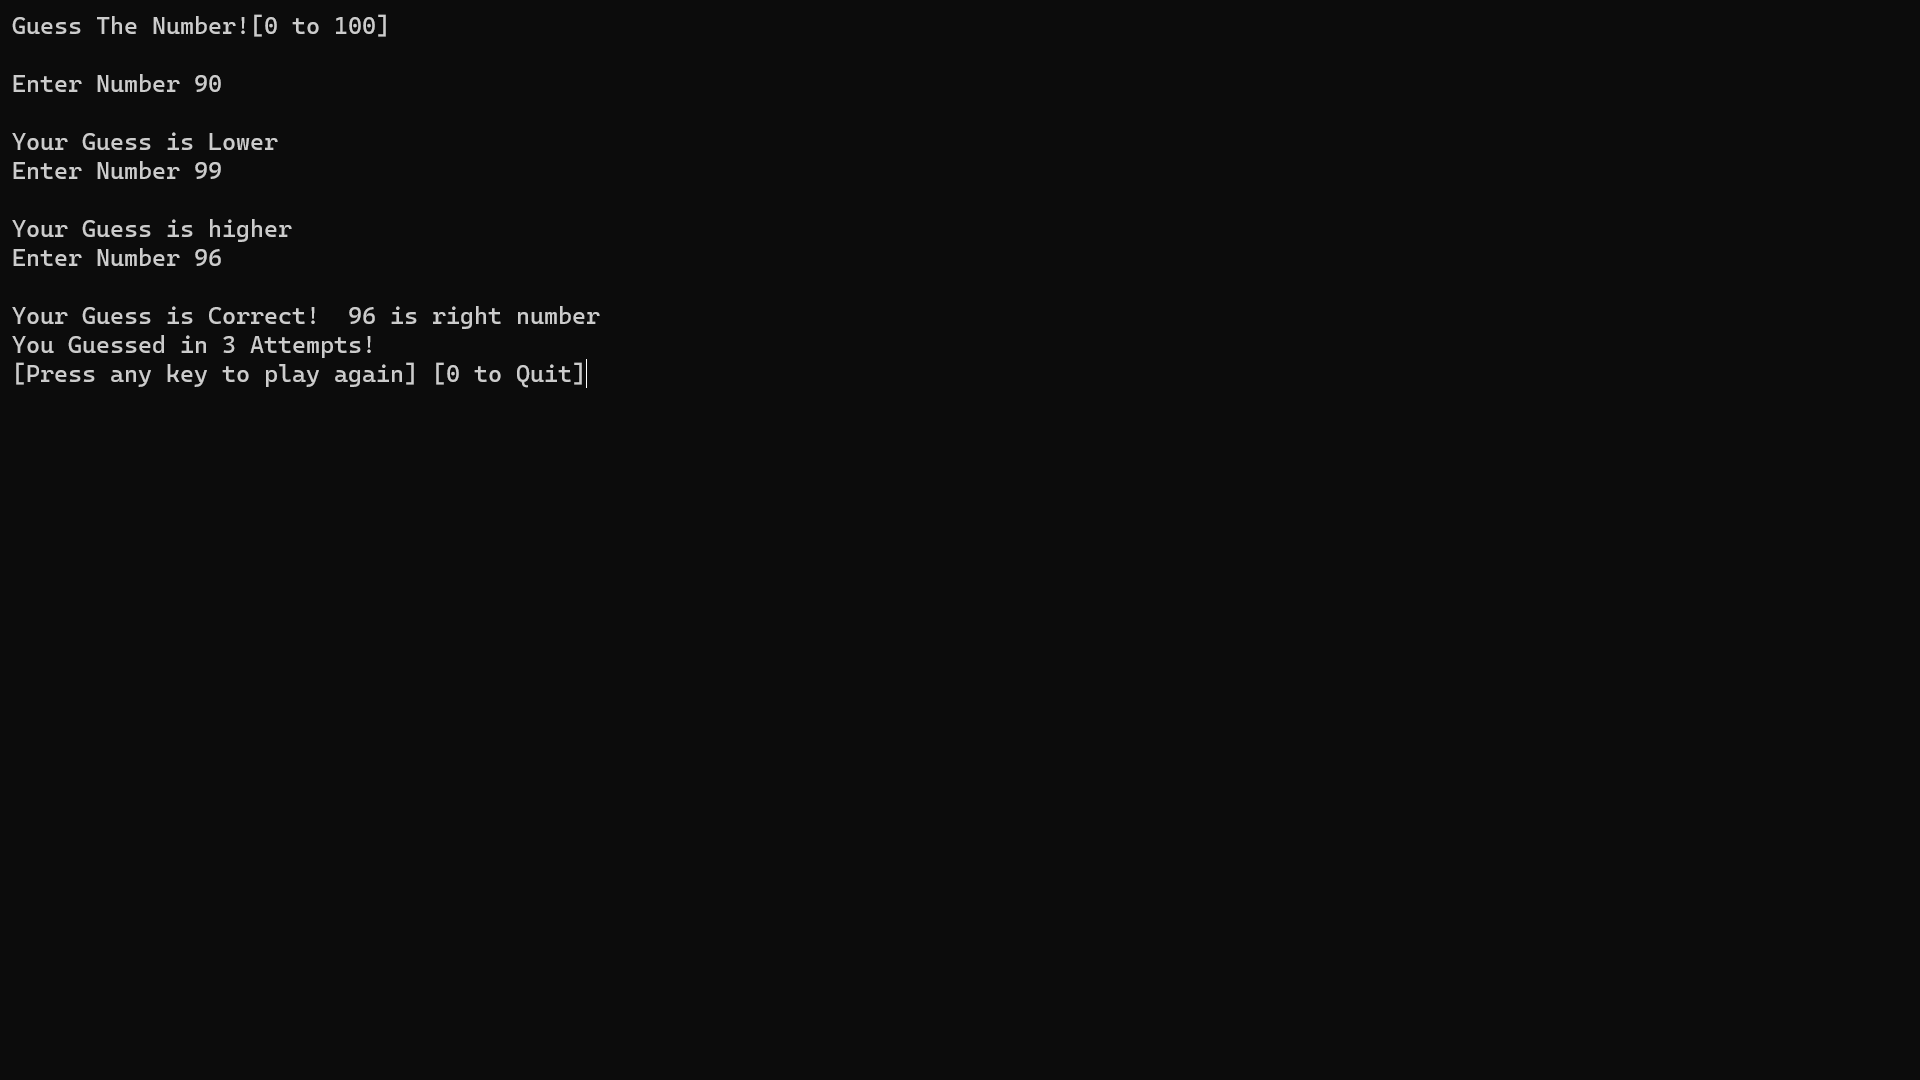 Guess The Number![0 to 100]
Enter Number 90
Your Guess is Lower
Enter Number 99
Your Guess is higher
Enter Number 96
Your Guess is Correct!  96 is right number
You Guessed in 3 Attempts!
[Press any key to play again] [0 to Quit]